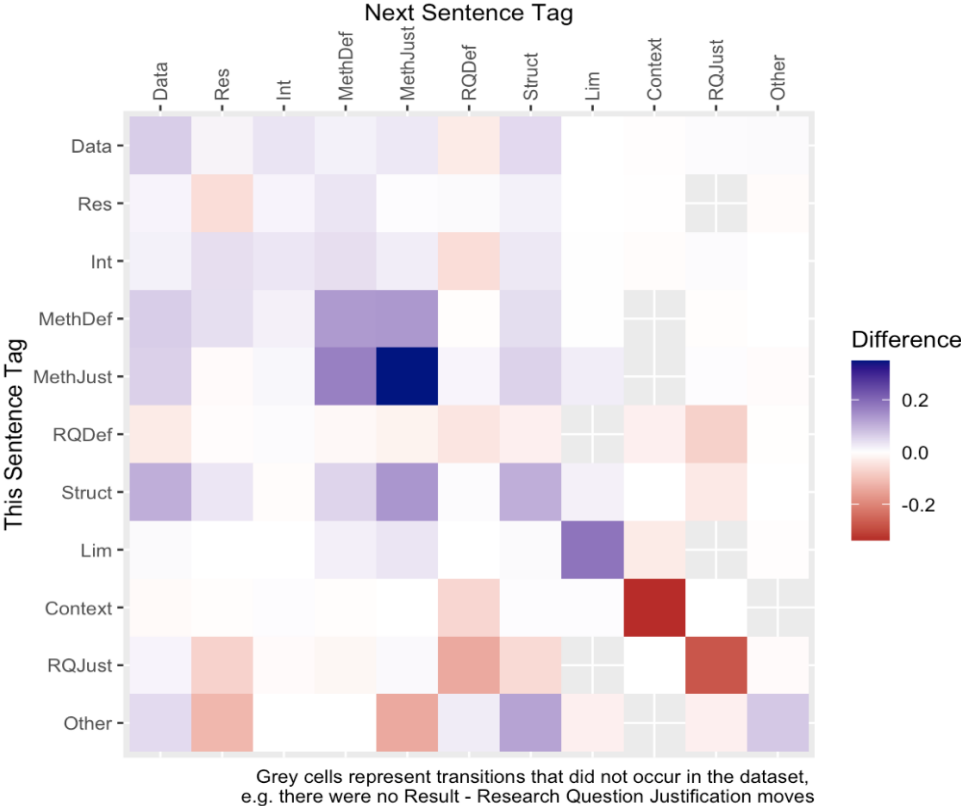 Next Sentence Tag
Data
Res
Int
MethDef
MethJust
RQDef
Struct
Lim
Context
RQJust
Other
This Sentence Tag
Data
Res
Int
MethDef
MethJust
RQDef
Struct
Lim
Context
RQJust
Other
Difference
0.2
0.0
-0.2
Grey cells represent transitions that did not occur in the dataset,
e.g. there were no Result - Research Question Justification moves